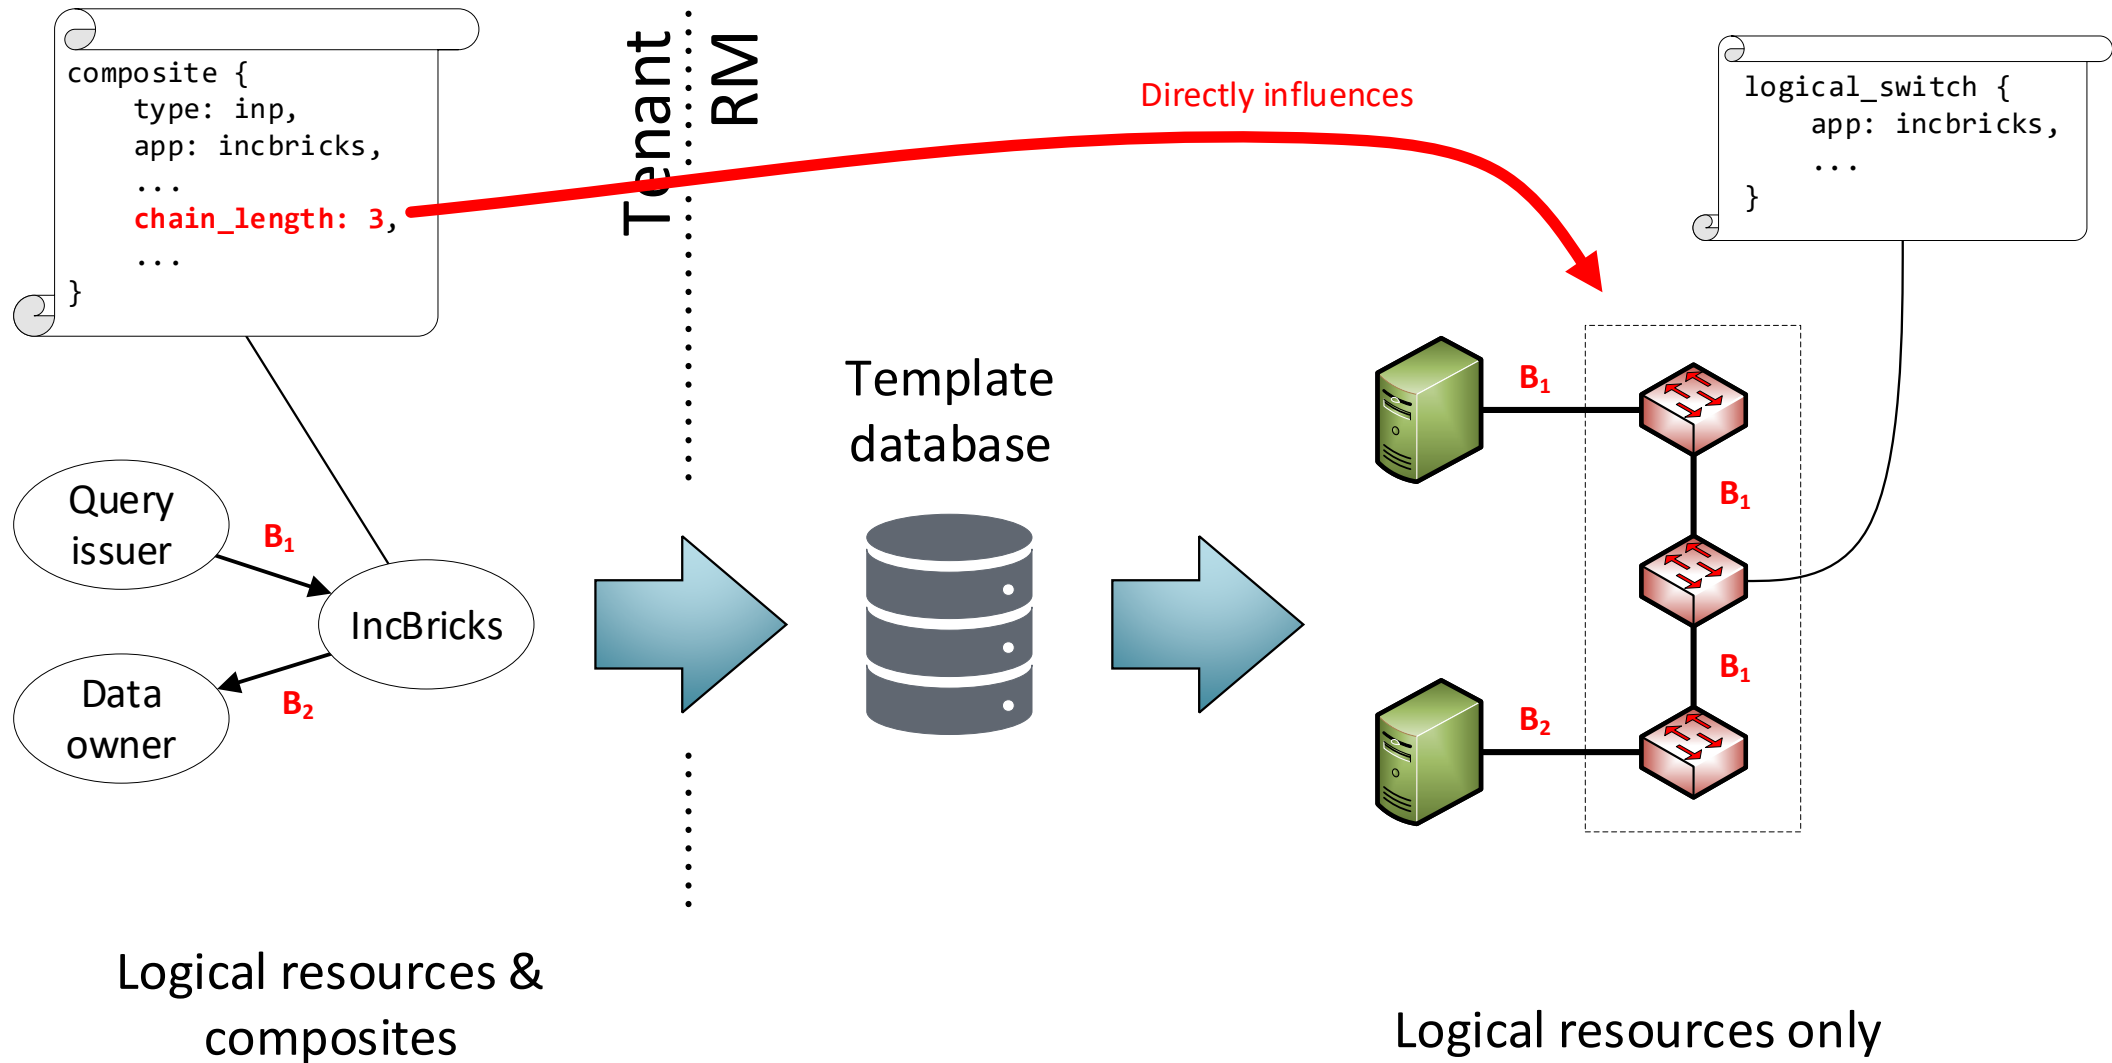 composite {
type: inp,
app: incbricks,
...
chain_length: 3,
...
}
Tenant
RM
Directly influences
logical_switch {
app: incbricks,
...
}
Query
issuer
B1
IncBricks
B2
Data
owner
Template
database
B1
B1
B1
B2
Logical resources &
composites
Logical resources only